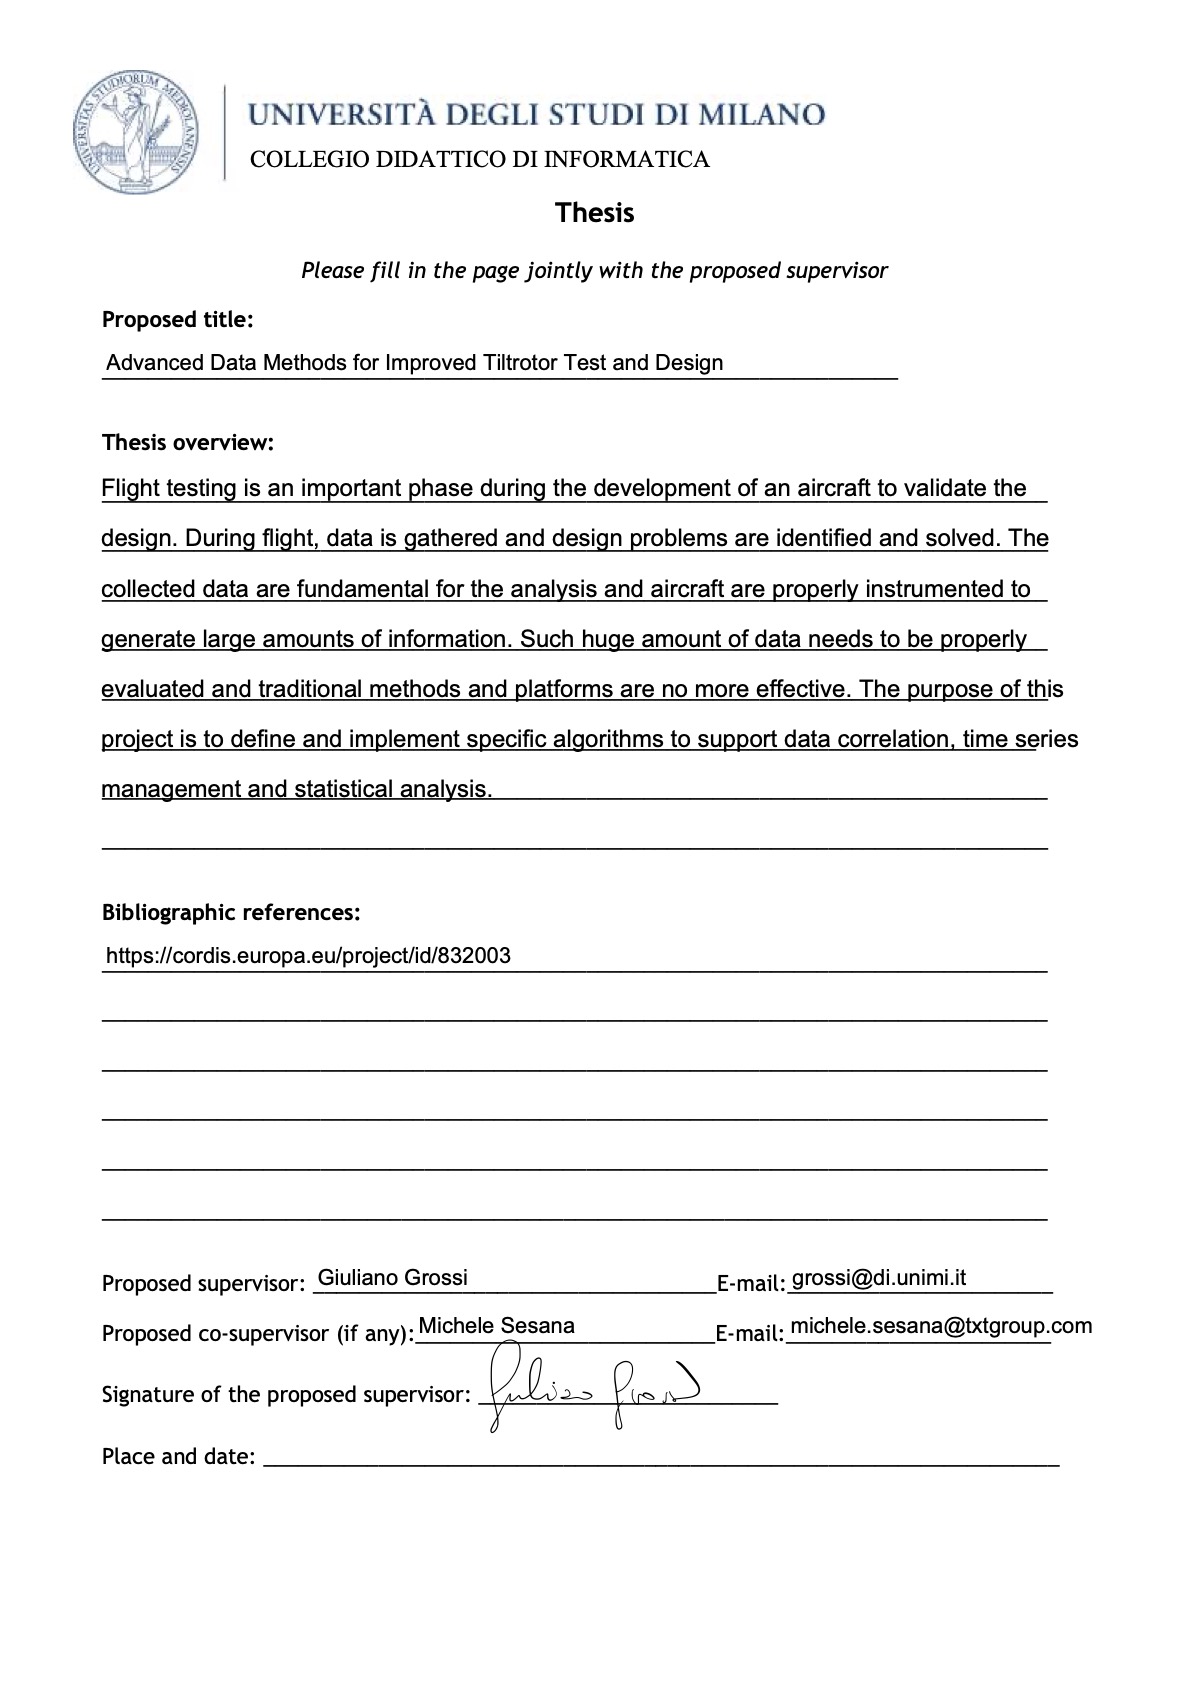 UNIVERSITAS STUDIORUM MEDIOLANENSIS
UNIVERSITÀ DEGLI STUDI DI MILANO
COLLEGIO DIDATTICO DI INFORMATICA
Thesis
Please fill in the page jointly with the proposed supervisor
Proposed title:
Advanced Data Methods for Improved Tiltrotor Test and Design
Thesis overview:
Flight testing is an important phase during the development of an aircraft to validate the
design. During flight, data is gathered and design problems are identified and solved. The
collected data are fundamental for the analysis and aircraft are properly instrumented to
generate large amounts of information. Such huge amount of data needs to be properly
evaluated and traditional methods and platforms are no more effective. The purpose of this
project is to define and implement specific algorithms to support data correlation, time series
management and statistical analysis.
Bibliographic references:
https://cordis.europa.eu/project/id/832003
Proposed supervisor: Giuliano Grossi E-mail: grossi@di.unimi.it
Proposed co-supervisor (if any): Michele Sesana E-mail: michele.sesana@txtgroup.com
Signature of the proposed supervisor: Giuliano Grossi
Place and date: